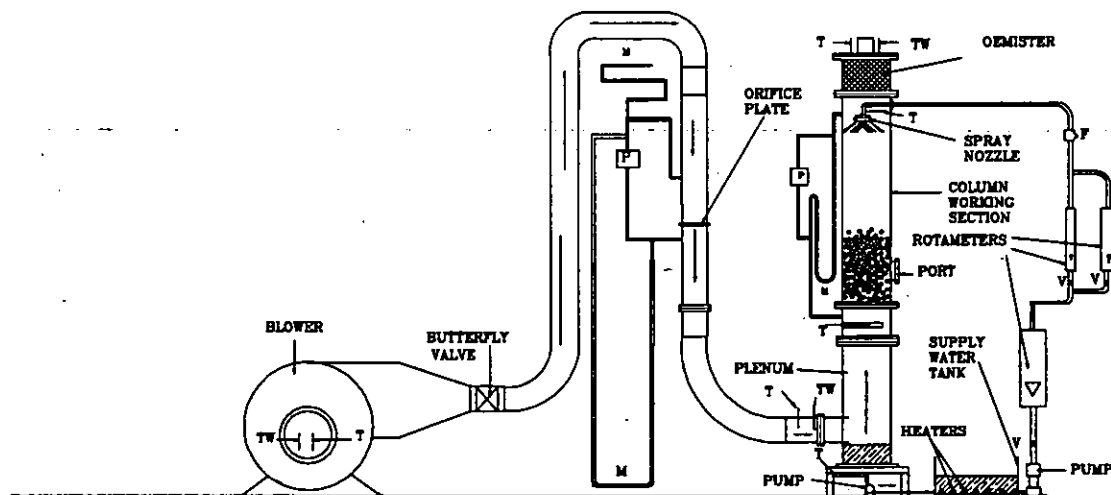 T
TW
OEMISTER
M
ORIFICE
PLATE
T
F
SPRAY
NOZZLE
P
P
COLUMN
WORKING
SECTION
ROTAMETERS
PORT
T
T
V
V
M
BLOWER
BUTTERFLY
VALVE
T
SUPPLY
WATER
TANK
PLENUM
T
TW
HEATERS
V
TW
T
T
M
PUMP
PUMP